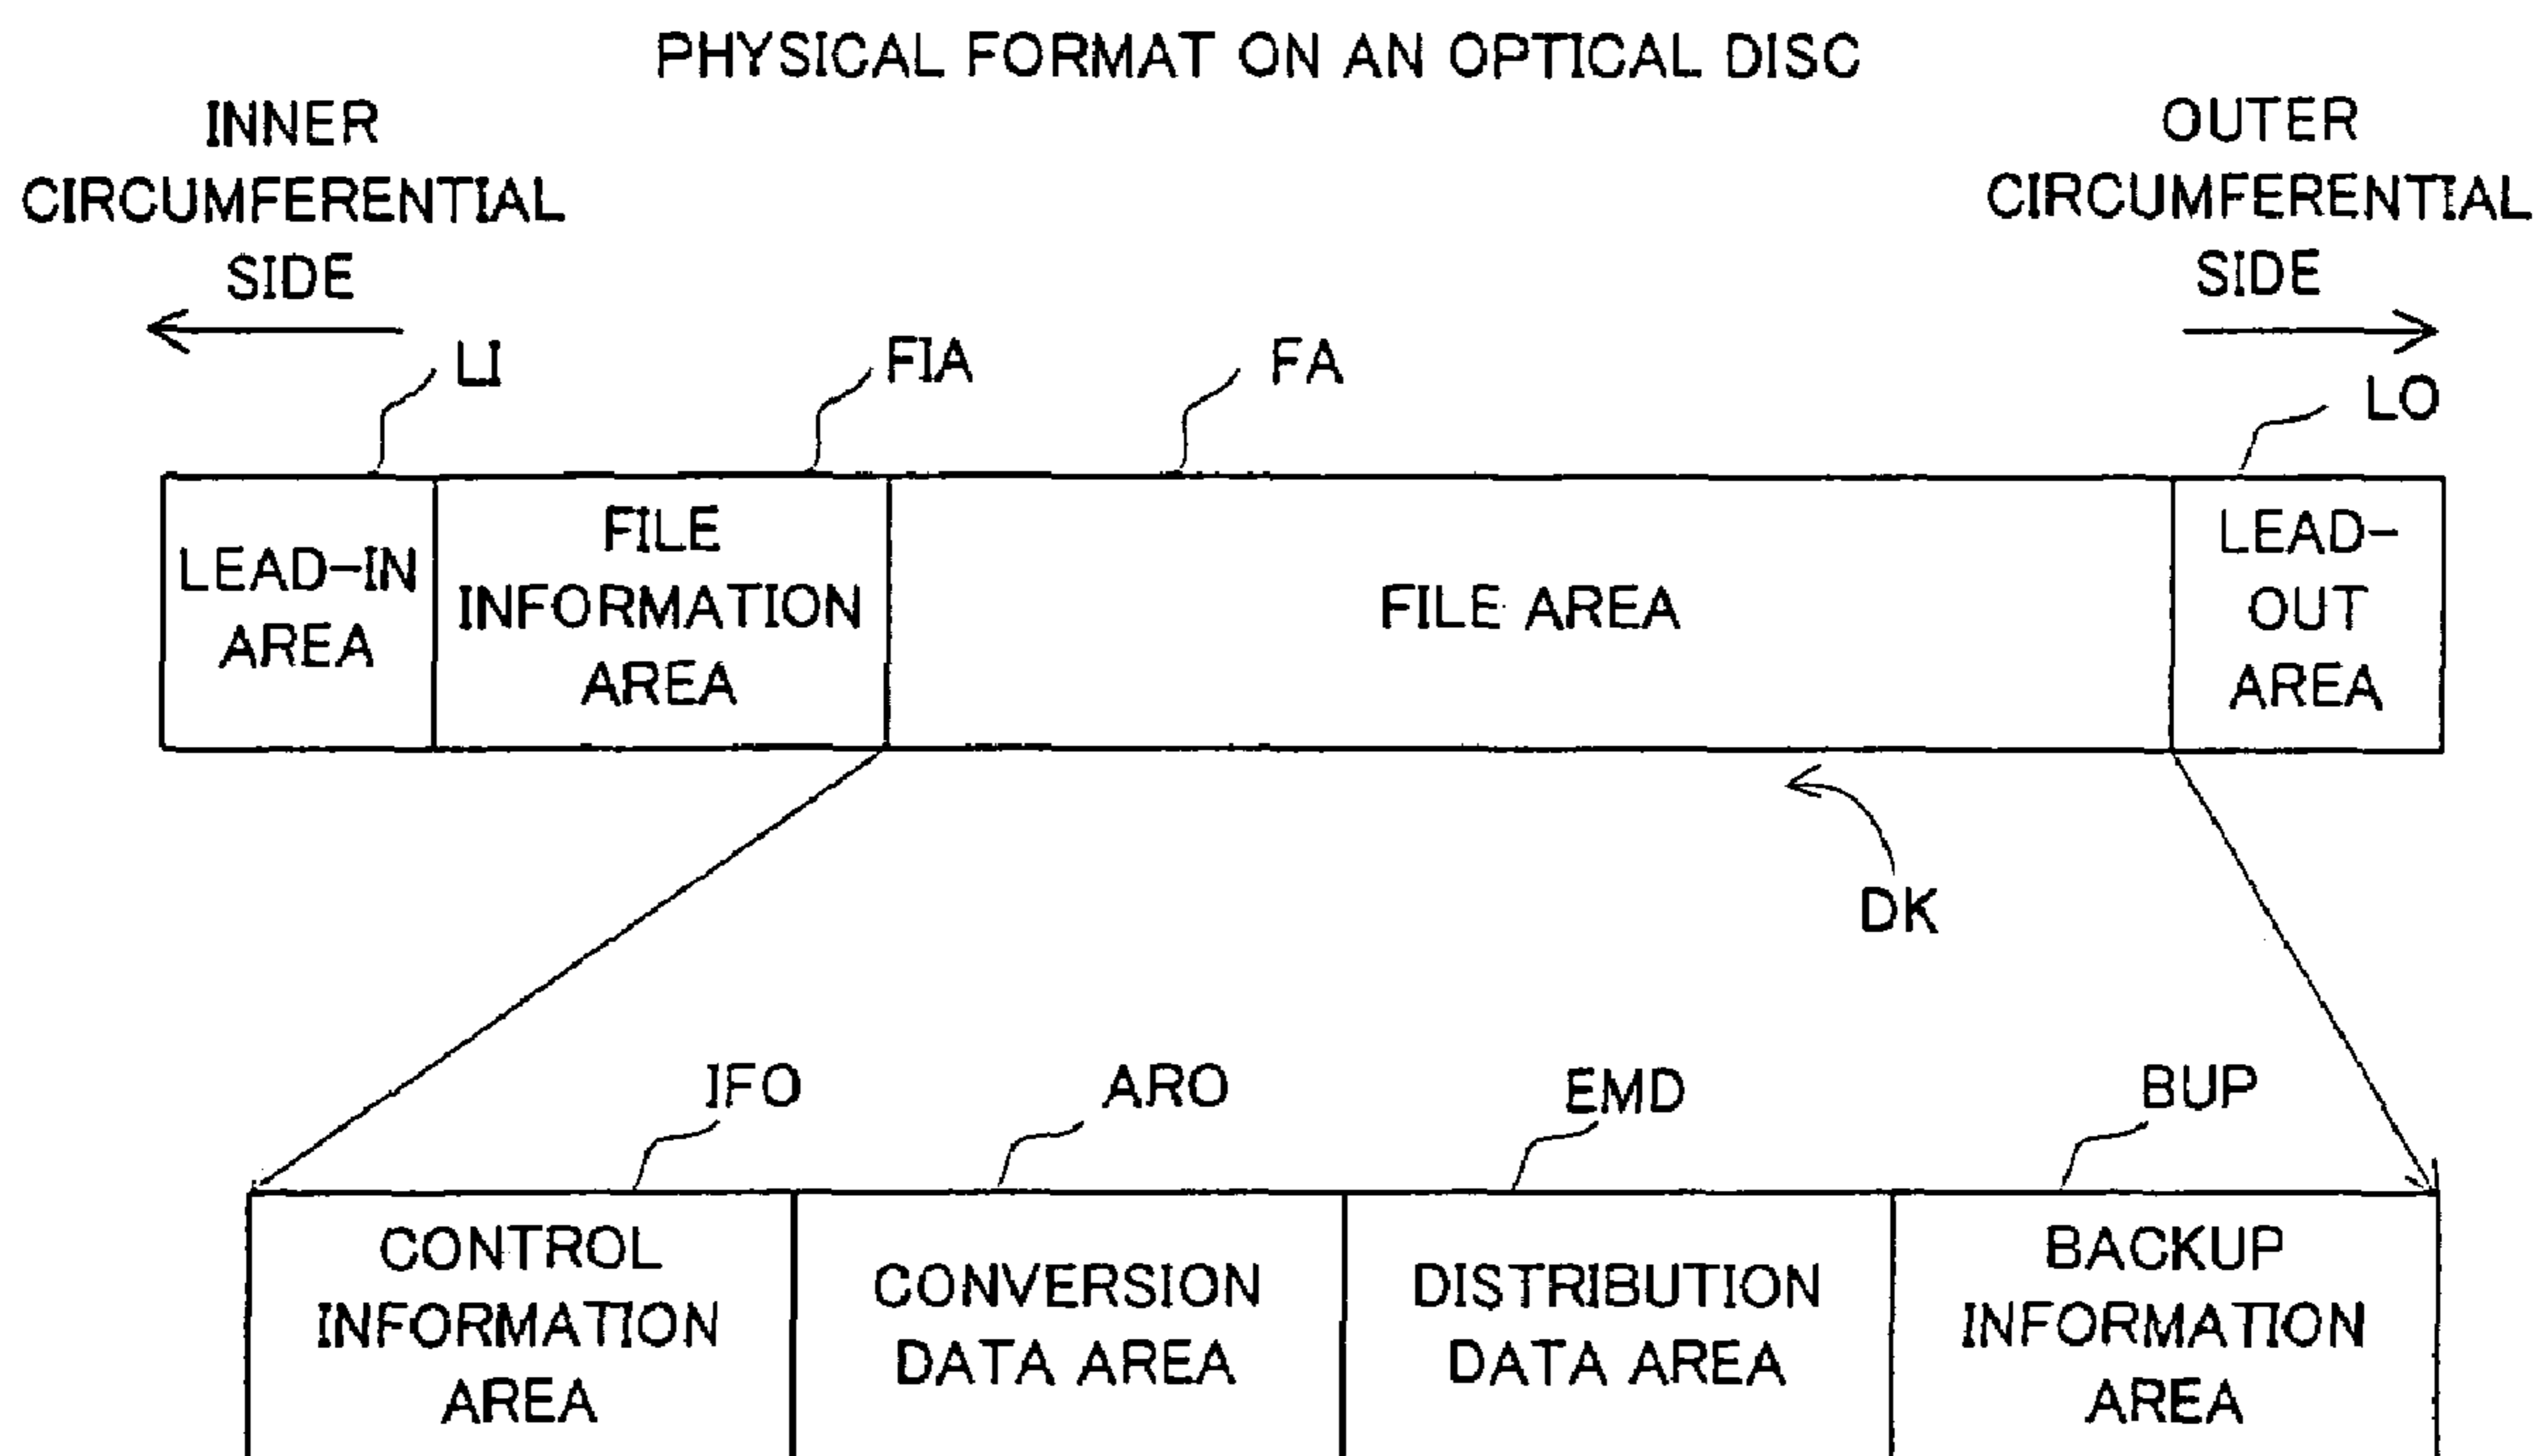 PHYSICAL FORMAT ON AN OPTICAL DISC
INNER
CIRCUMFERENTIAL
SIDE
OUTER
CIRCUMFERENTIAL
SIDE
LI
FIA
FA
LO
LEAD-IN
AREA
FILE
INFORMATION
AREA
FILE AREA
LEAD-
OUT
AREA
DK
IFO
ARO
EMD
BUP
CONTROL
INFORMATION
AREA
CONVERSION
DATA AREA
DISTRIBUTION
DATA AREA
BACKUP
INFORMATION
AREA